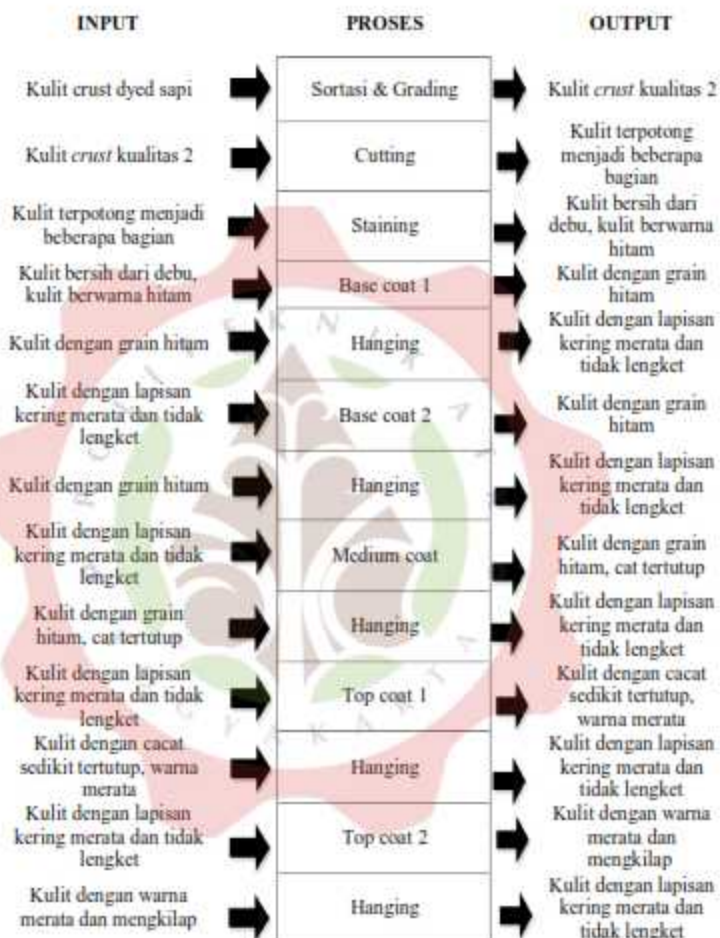 INPUT PROSES OUTPUT
Kulit crust dyed sapi Sortasi & Grading Kulit crust kualitas 2
Kulit crust kualitas 2 Cutting Kulit terpotong
menjadi beberapa
bagian
Kulit terpotong menjadi
beberapa bagian Staining Kulit bersih dari
debu, kulit berwarna
hitam
Kulit bersih dari debu,
kulit berwarna hitam Base coat 1 Kulit dengan grain
hitam
Kulit dengan grain hitam Hanging Kulit dengan lapisan
kering merata dan
tidak lengket
Kulit dengan lapisan
kering merata dan tidak
lengket Base coat 2 Kulit dengan grain
hitam
Kulit dengan grain hitam Hanging Kulit dengan lapisan
kering merata dan
tidak lengket
Kulit dengan lapisan
kering merata dan tidak
lengket Medium coat Kulit dengan grain
hitam, cat tertutup
Kulit dengan grain
hitam, cat tertutup Hanging Kulit dengan lapisan
kering merata dan
tidak lengket
Kulit dengan lapisan
kering merata dan tidak
lengket Top coat 1 Kulit dengan cacat
sedikit tertutup,
warna merata
Kulit dengan cacat
sedikit tertutup, warna
merata Hanging Kulit dengan lapisan
kering merata dan
tidak lengket
Kulit dengan lapisan
kering merata dan tidak
lengket Top coat 2 Kulit dengan warna
merata dan
mengkilap
Kulit dengan warna
merata dan mengkilap Hanging Kulit dengan lapisan
kering merata dan
tidak lengket